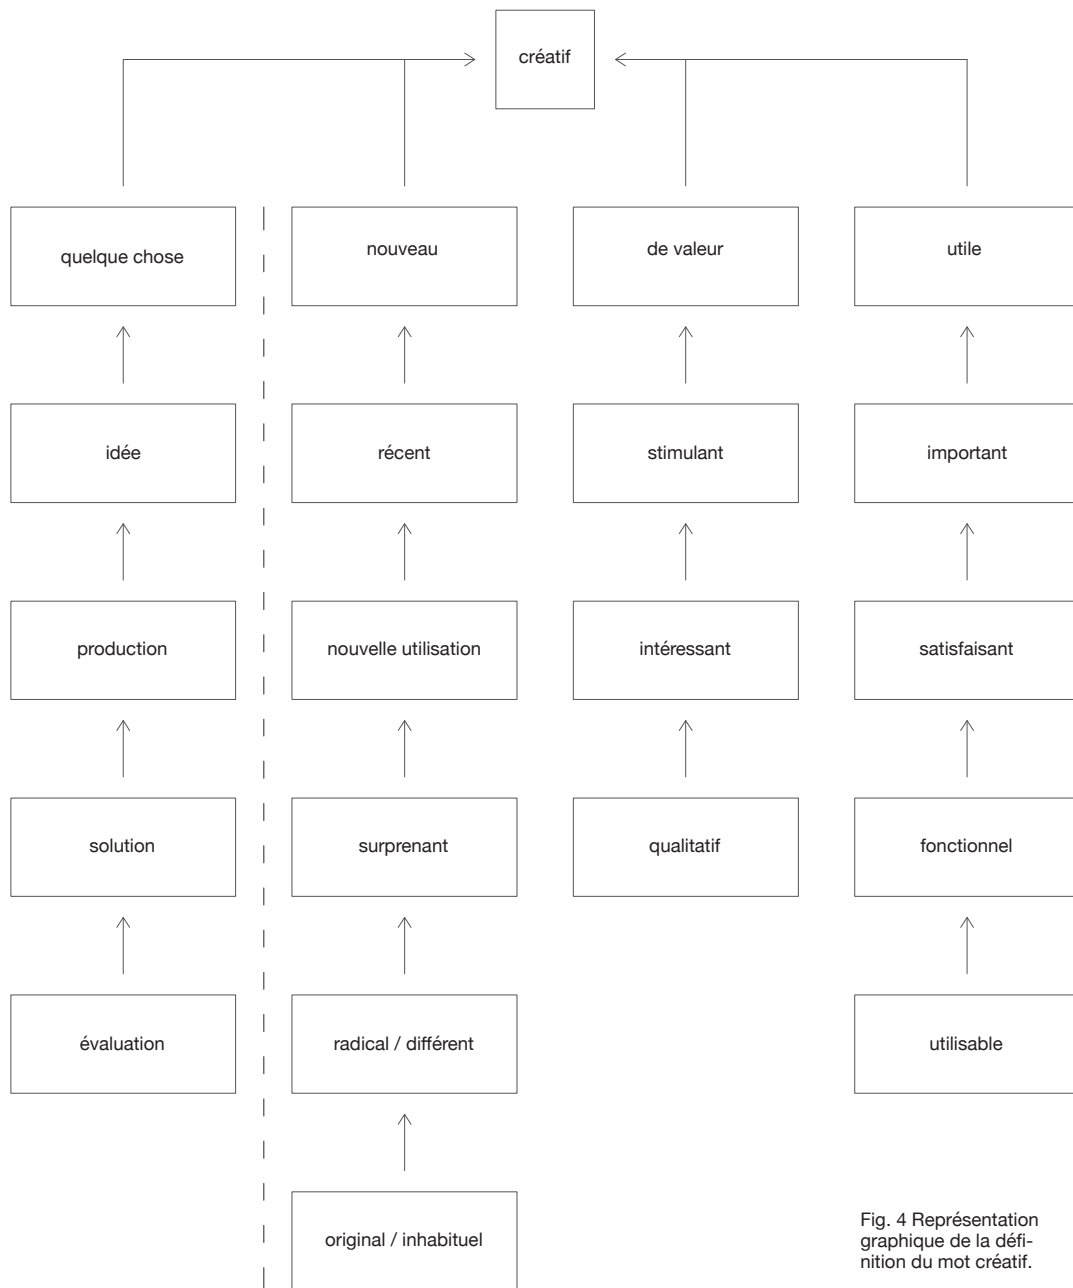 créatif
quelque chose
nouveau
de valeur
utile
idée
récent
stimulant
important
production
nouvelle utilisation
intéressant
satisfaisant
solution
surprenant
qualitatif
fonctionnel
évaluation
radical / différent
utilisable
original / inhabituel
Fig. 4 Représentation
graphique de la défi-
nition du mot créatif.